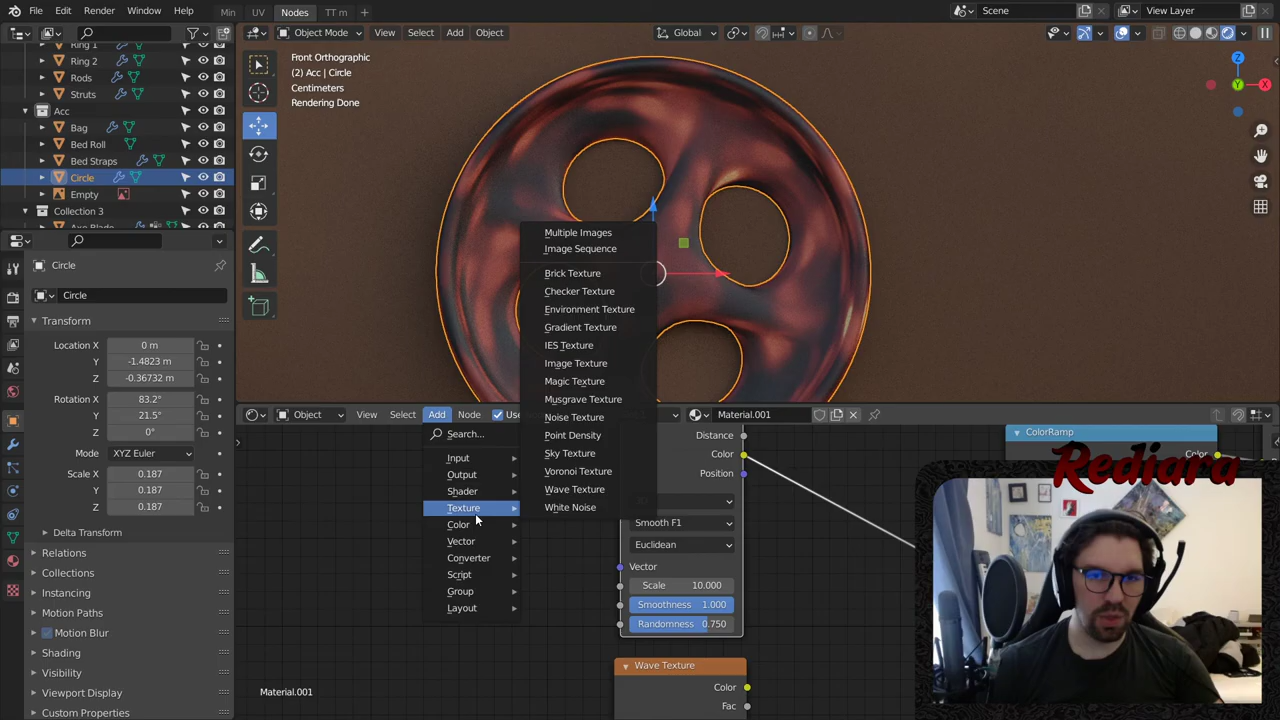 File Edit Render Window Help Min UV Nodes TT m + Scene View Layer
Object Mode View Select Add Object Global
Ring 1
Ring 2
Rods
Struts
Acc
Bag
Bed Roll
Bed Straps
Circle
Empty
Collection 3
Axe Blade
Front Orthographic
(2) Acc | Circle
Centimeters
Rendering Done
Z
Y
X
Circle
Circle
Transform
Location X 0 m
Y -1.4823 m
Z -0.36732 m
Rotation X 83.2°
Y 21.5°
Z 0°
Mode XYZ Euler
Scale X 0.187
Y 0.187
Z 0.187
Delta Transform
Relations
Collections
Instancing
Motion Paths
Motion Blur
Shading
Visibility
Viewport Display
Custom Properties
Multiple Images
Image Sequence
Brick Texture
Checker Texture
Environment Texture
Gradient Texture
IES Texture
Image Texture
Magic Texture
Musgrave Texture
Noise Texture
Point Density
Sky Texture
Voronoi Texture
Wave Texture
White Noise
Object View Select Add Node Material.001
Search...
Input
Output
Shader
Texture
Color
Vector
Converter
Script
Group
Layout
Distance
Color
Position
Smooth F1
Euclidean
Vector
Scale 10.000
Smoothness 1.000
Randomness 0.750
Wave Texture
Color
Fac
ColorRamp
Color
Rediara
Material.001